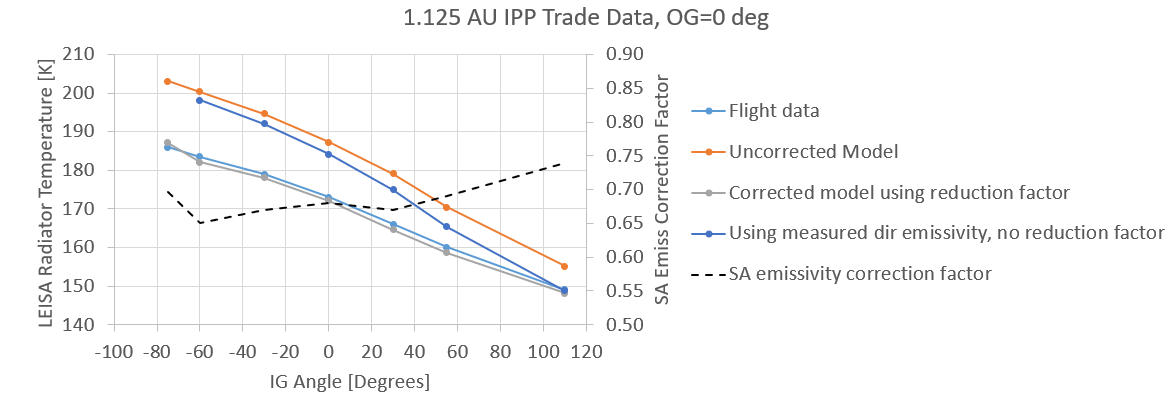 1.125 AU IPP Trade Data, OG=0 deg
LEISA Radiator Temperature [K]
210
200
190
180
170
160
150
140
0.90
0.85
0.80
0.75
0.70
0.65
0.60
0.55
0.50
SA Emiss Correction Factor
-100 -80 -60 -40 -20 0 20 40 60 80 100 120
IG Angle [Degrees]
Flight data
Uncorrected Model
Corrected model using reduction factor
Using measured dir emissivity, no reduction factor
SA emissivity correction factor